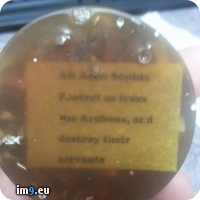 Protect us from
the Archons, and
destroy their
servants
im9.eu